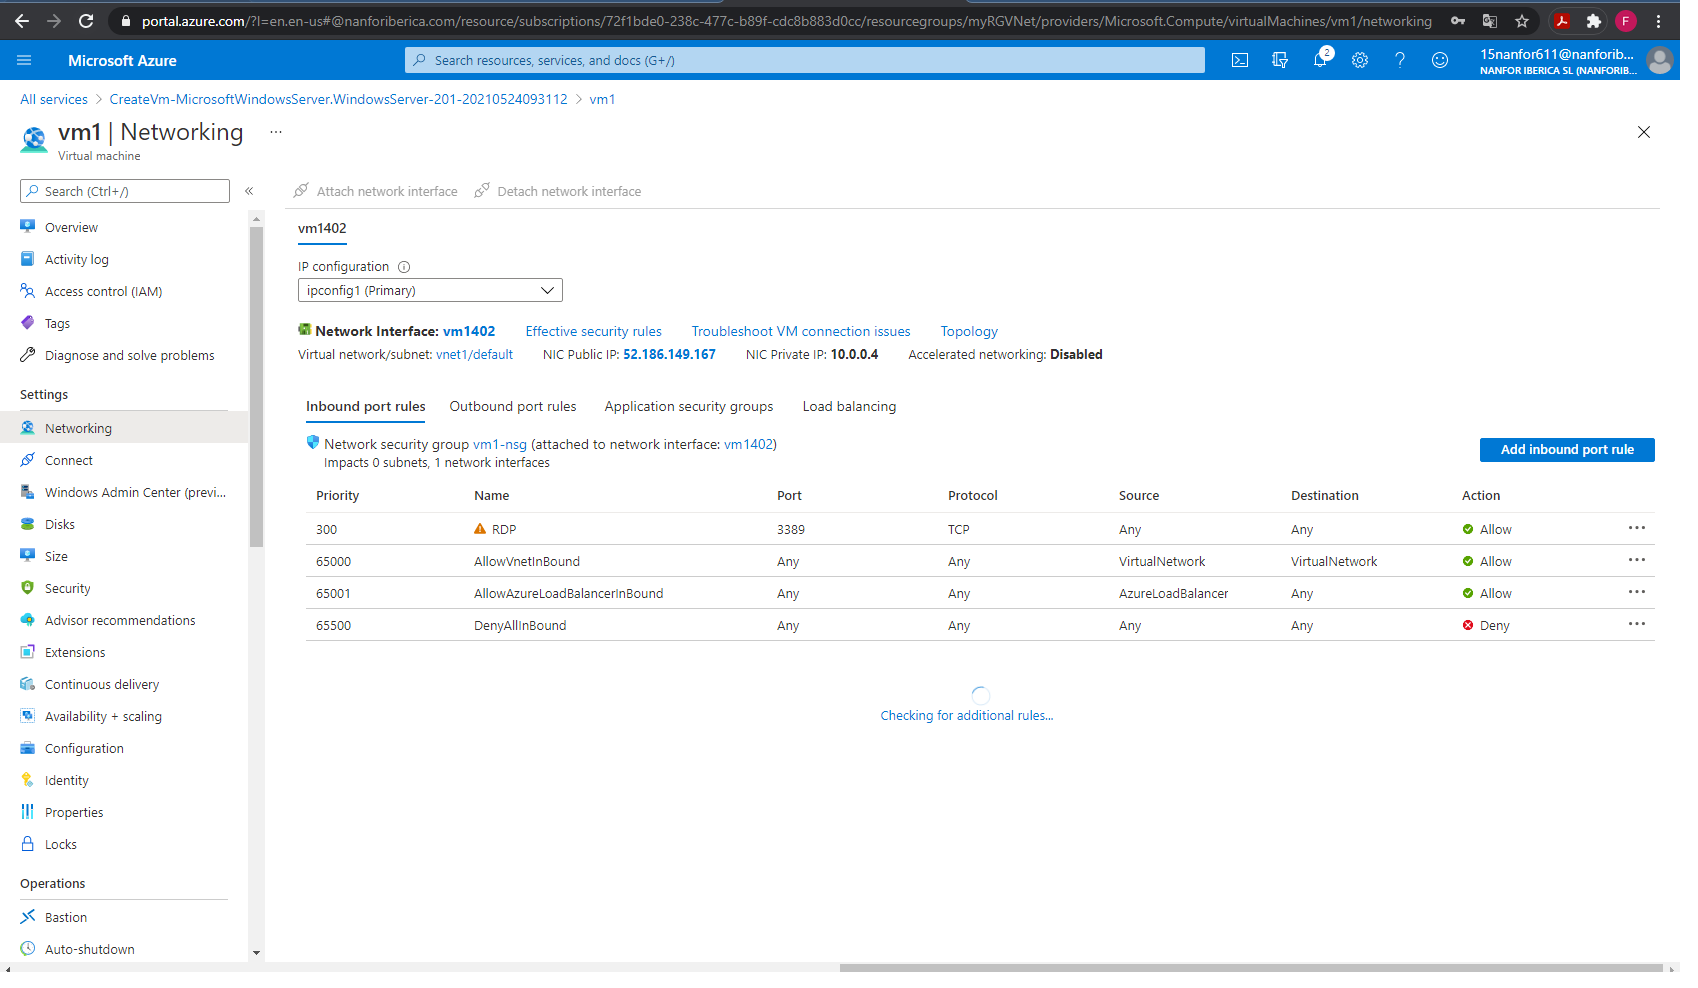 portal.azure.com/?l=en.en-us#@nanforiberica.com/resource/subscriptions/72f1bde0-238c-477c-b89f-cdc8b883d0cc/resourcegroups/myRGVNet/providers/Microsoft.Compute/virtualMachines/vm1/networking
F
Microsoft Azure
Search resources, services, and docs (G+/)
2
15nanfor611@nanforib...
NANFOR IBERICA SL (NANFORIB...
All services > CreateVm-MicrosoftWindowsServer.WindowsServer-201-20210524093112 > vm1
vm1 | Networking ...
Virtual machine
Search (Ctrl+/) «
Attach network interface Detach network interface
Overview
Activity log
Access control (IAM)
Tags
Diagnose and solve problems
Settings
Networking
Connect
Windows Admin Center (previ...
Disks
Size
Security
Advisor recommendations
Extensions
Continuous delivery
Availability + scaling
Configuration
Identity
Properties
Locks
Operations
Bastion
Auto-shutdown
vm1402
IP configuration
ipconfig1 (Primary)
Network Interface: vm1402 Effective security rules Troubleshoot VM connection issues Topology
Virtual network/subnet: vnet1/default NIC Public IP: 52.186.149.167 NIC Private IP: 10.0.0.4 Accelerated networking: Disabled
Inbound port rules Outbound port rules Application security groups Load balancing
Network security group vm1-nsg (attached to network interface: vm1402)
Impacts 0 subnets, 1 network interfaces
Add inbound port rule
Priority Name Port Protocol Source Destination Action
300 RDP 3389 TCP Any Any Allow ...
65000 AllowVnetInBound Any Any VirtualNetwork VirtualNetwork Allow ...
65001 AllowAzureLoadBalancerInBound Any Any AzureLoadBalancer Any Allow ...
65500 DenyAllInBound Any Any Any Any Deny ...
Checking for additional rules...